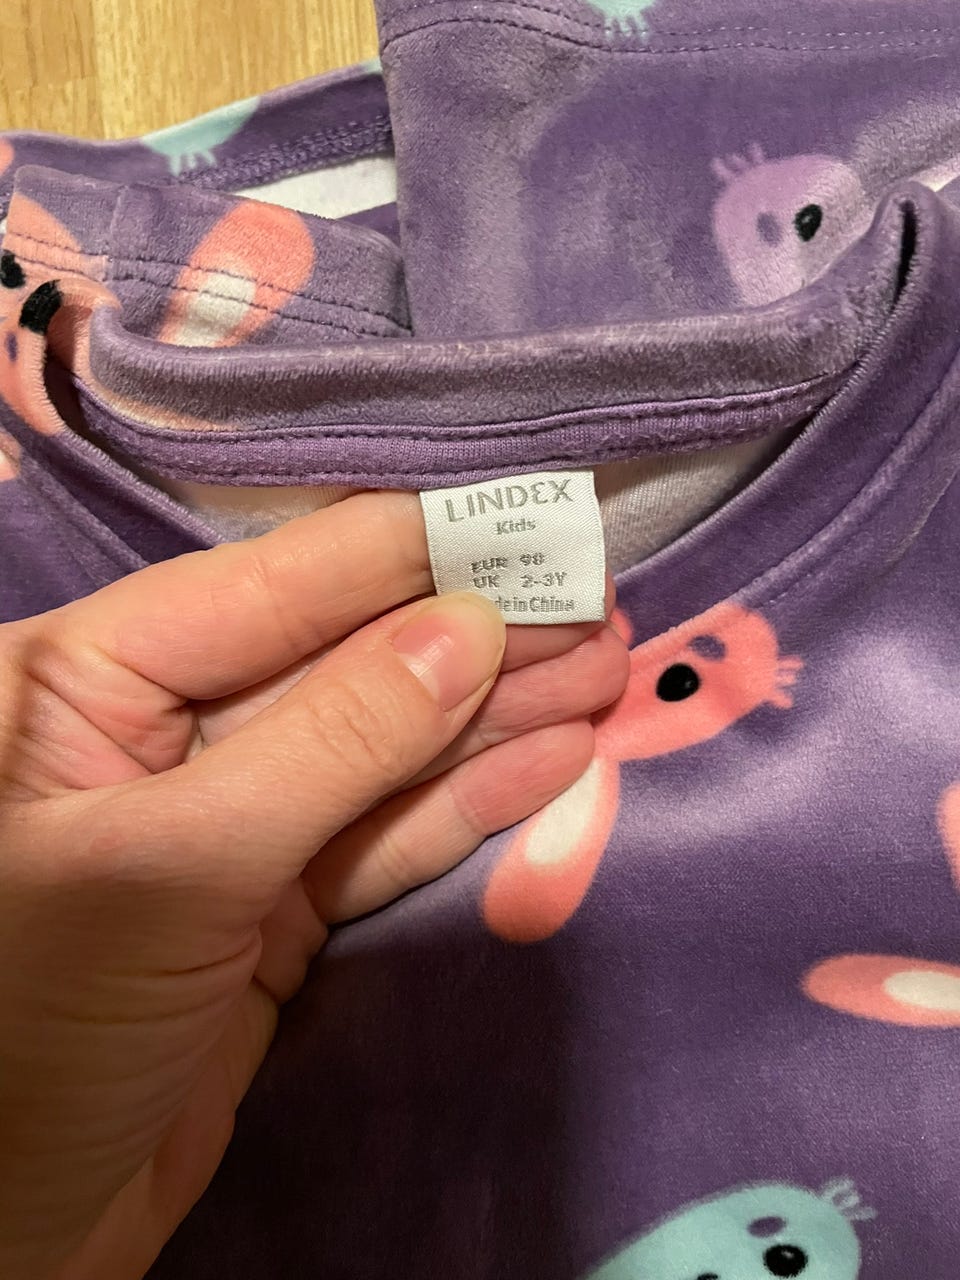 LINDEX
Kids
EUR 98
UK 2-3Y
de in China